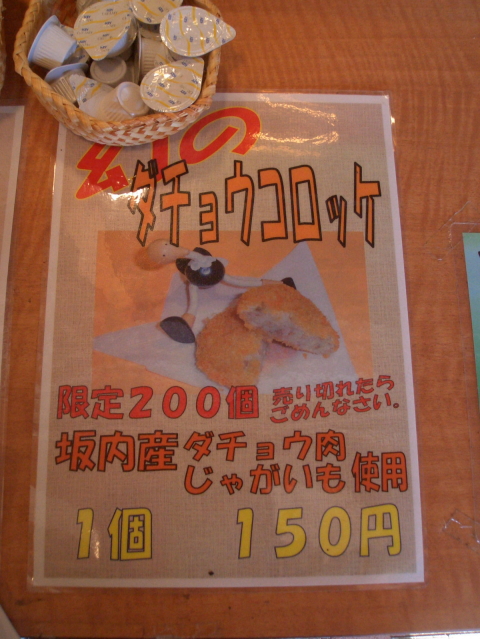 幻の
ダチョウコロッケ
限定200個 売り切れたら
ごめんなさい.
坂内産 ダチョウ肉
じゃがいも 使用
1個 150円